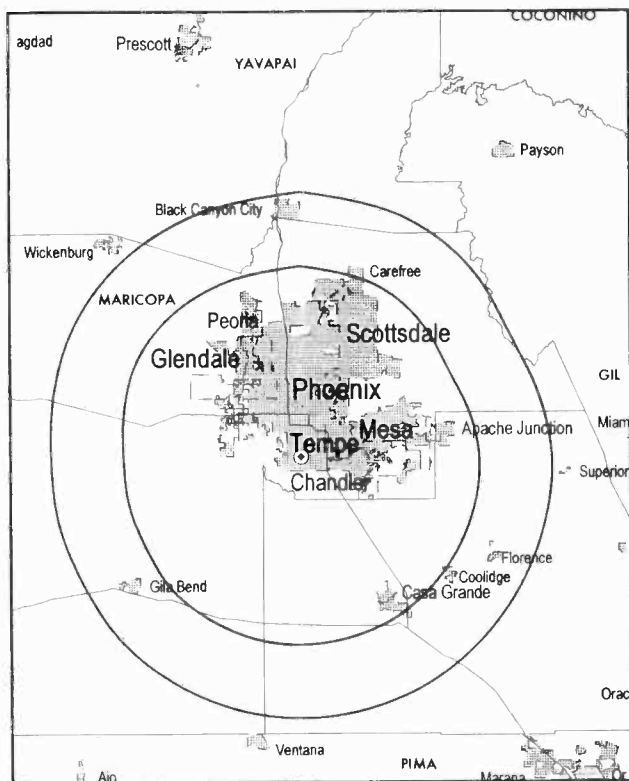 COCONINO
agdad
Prescott
YAVAPAI
Payson
Black Canyon City
Wickenburg
Carefree
MARICOPA
Peoria
Scottsdale
Glendale
GIL
Phoenix
Miam
Mesa
Apache Junction
Tempe
Superior
Chandler
Florence
Coolidge
Gila Bend
Casa Grande
Orac
Ventana
PIMA
Marana
Ajo